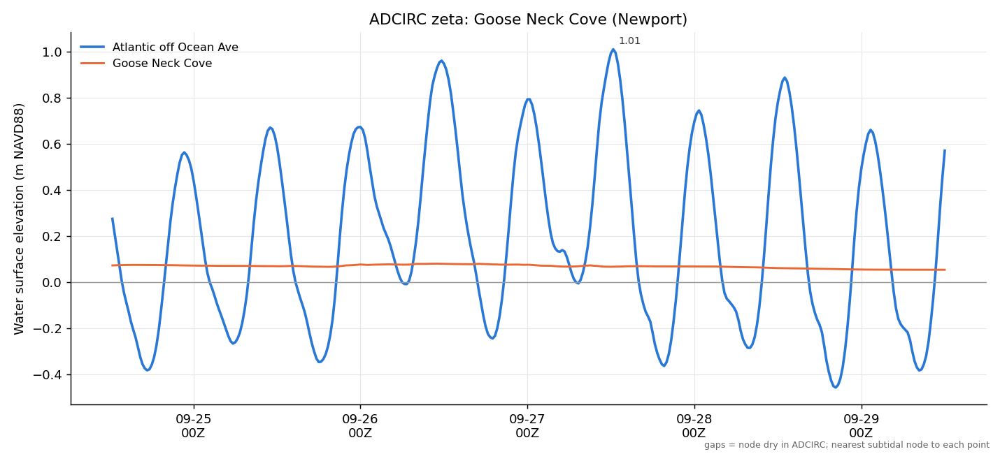 ADCIRC zeta: Goose Neck Cove (Newport)
Atlantic off Ocean Ave
Goose Neck Cove
1.01
Water surface elevation (m NAVD88)
1.0
0.8
0.6
0.4
0.2
0.0
−0.2
−0.4
09-25
00Z
09-26
00Z
09-27
00Z
09-28
00Z
09-29
00Z
gaps = node dry in ADCIRC; nearest subtidal node to each point